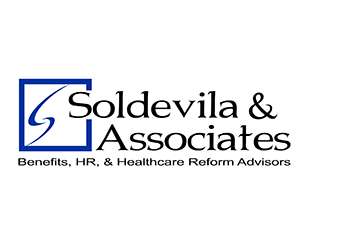 Soldevila &
Associates
Benefits, HR, & Healthcare Reform Advisors